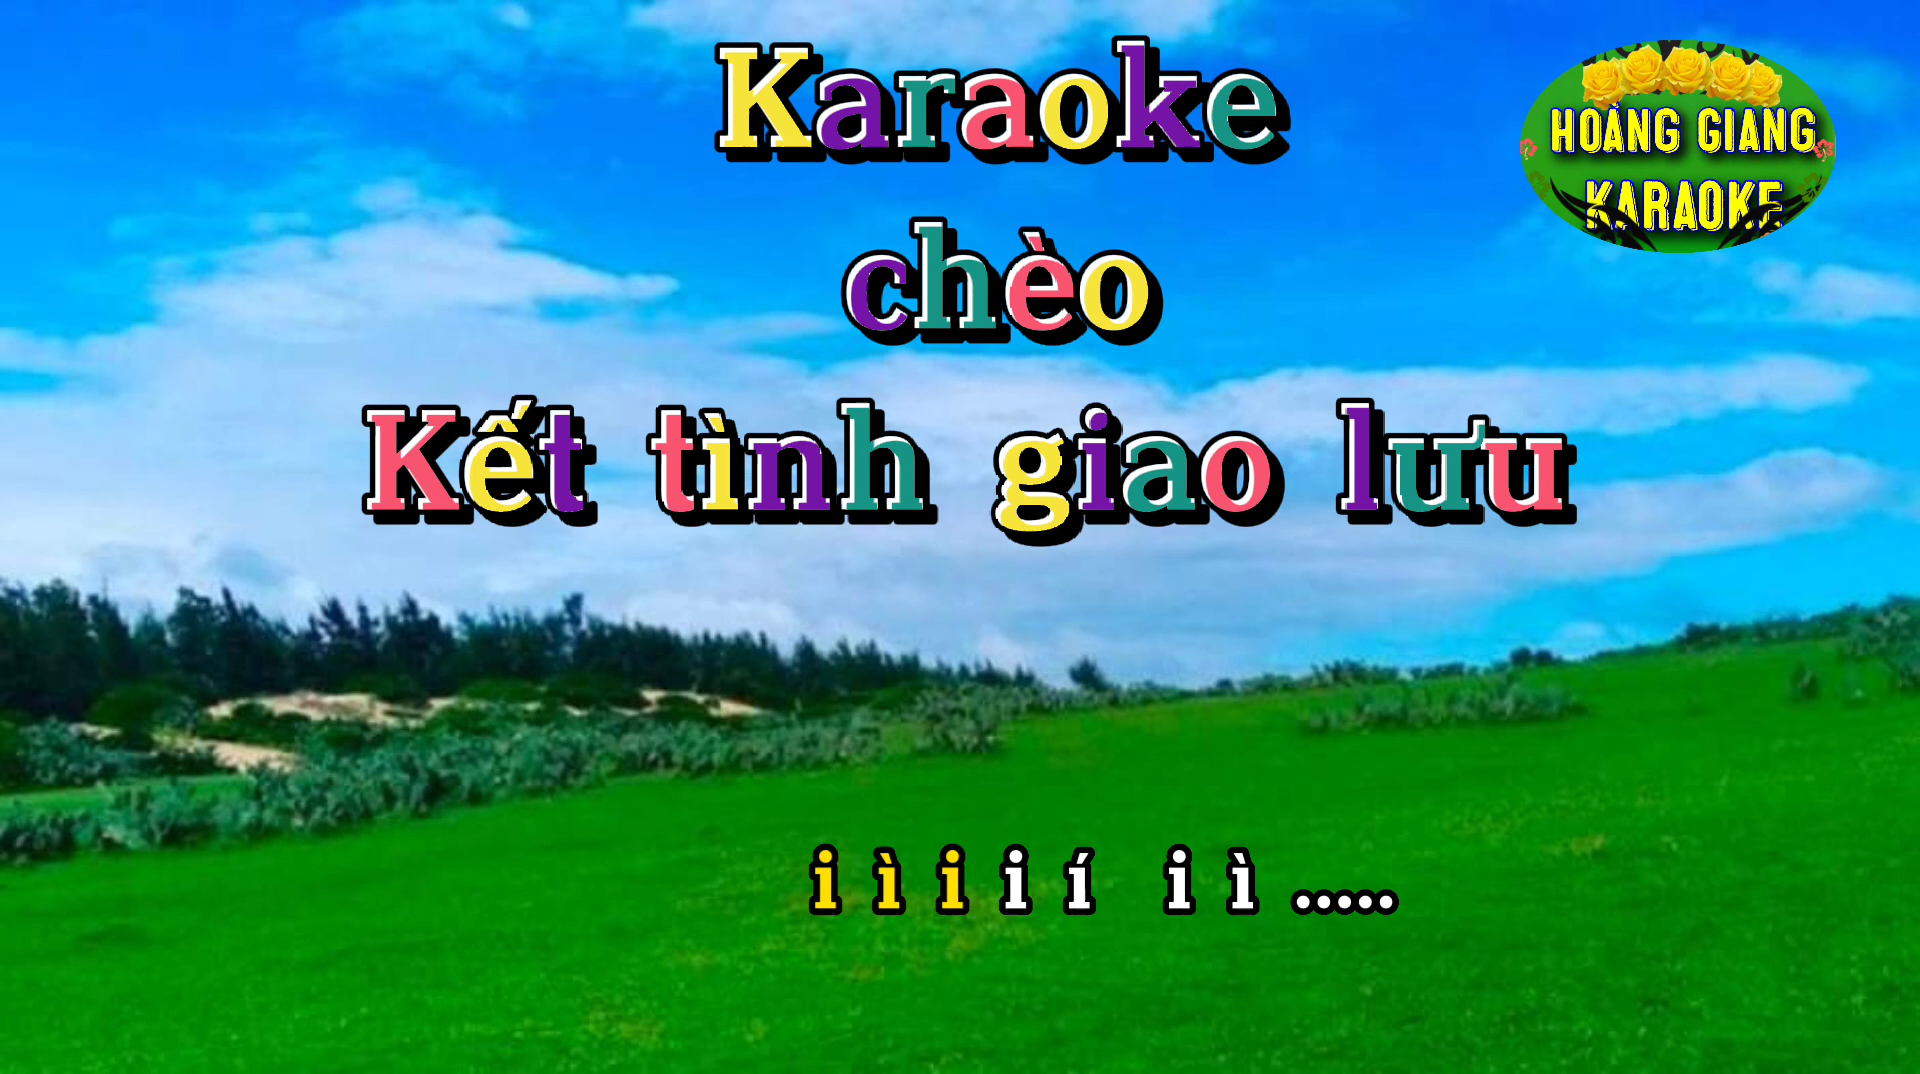 Karaoke
HOÀNG GIANG
KARAOKE
chèo
Kết tình giao lưu
i ì i i í i ì .....